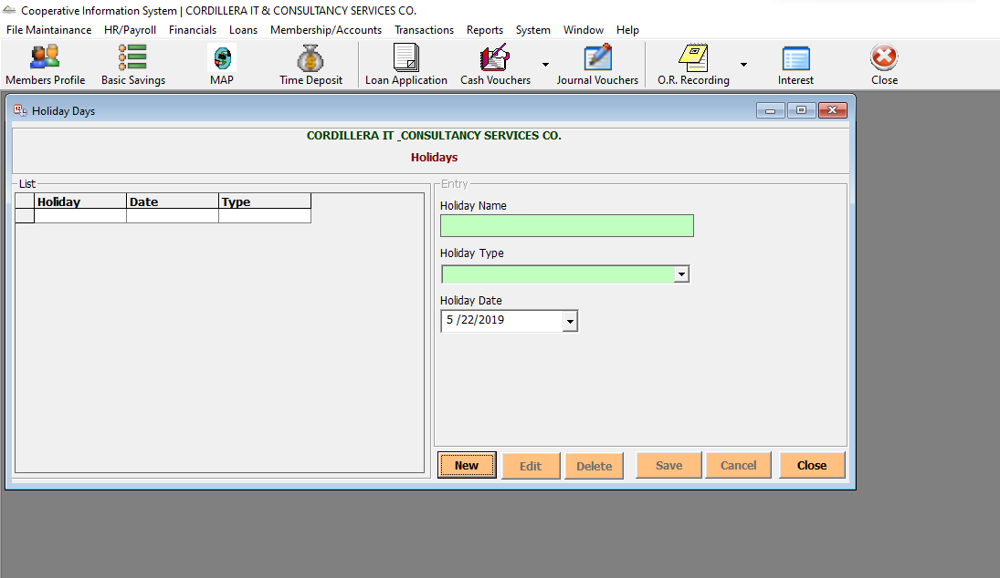 Cooperative Information System | CORDILLERA IT & CONSULTANCY SERVICES CO.
File Maintainance HR/Payroll Financials Loans Membership/Accounts Transactions Reports System Window Help
Members Profile Basic Savings MAP Time Deposit Loan Application Cash Vouchers Journal Vouchers O.R. Recording Interest Close
Holiday Days
CORDILLERA IT _CONSULTANCY SERVICES CO.
Holidays
List
Holiday Date Type
Entry
Holiday Name
Holiday Type
Holiday Date
5 /22/2019
New Edit Delete Save Cancel Close